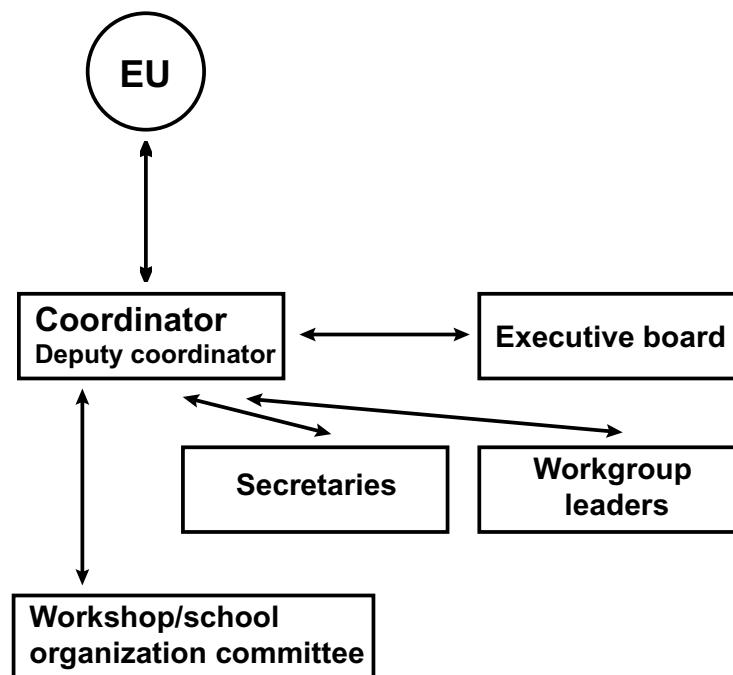 EU
Coordinator
Deputy coordinator
Executive board
Secretaries
Workgroup
leaders
Workshop/school
organization committee